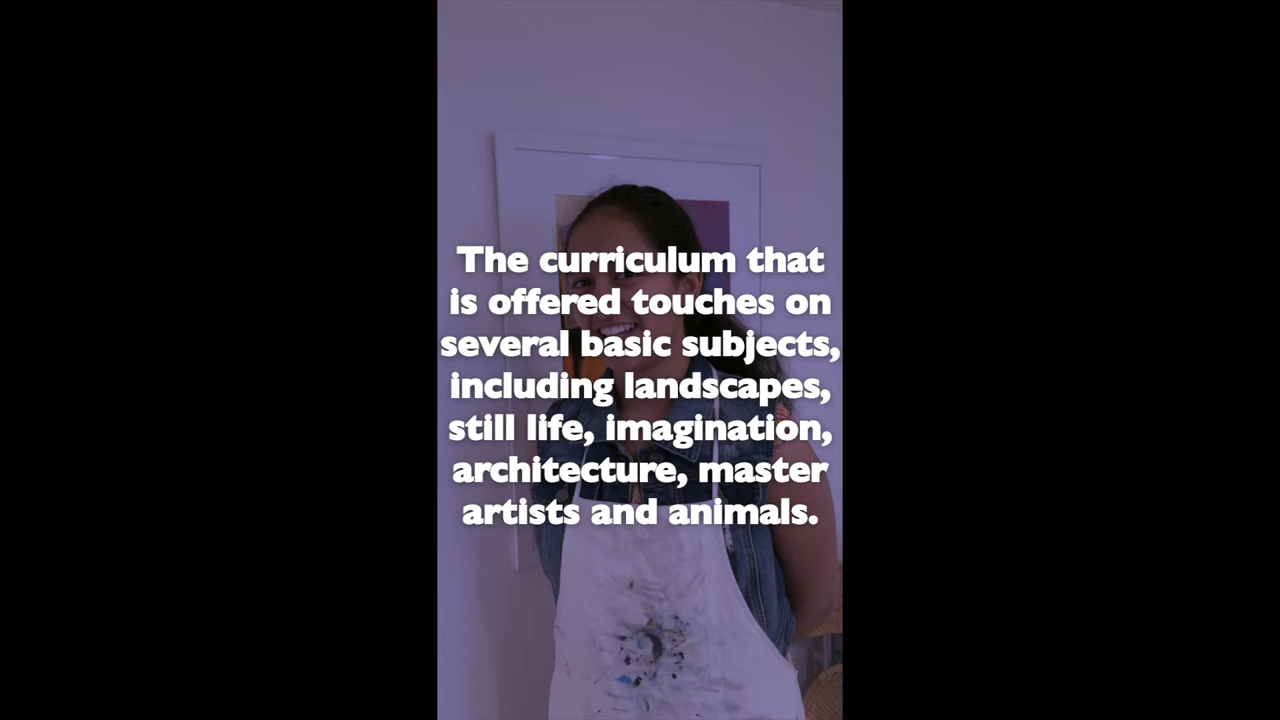 The curriculum that
is offered touches on
several basic subjects,
including landscapes,
still life, imagination,
architecture, master
artists and animals.